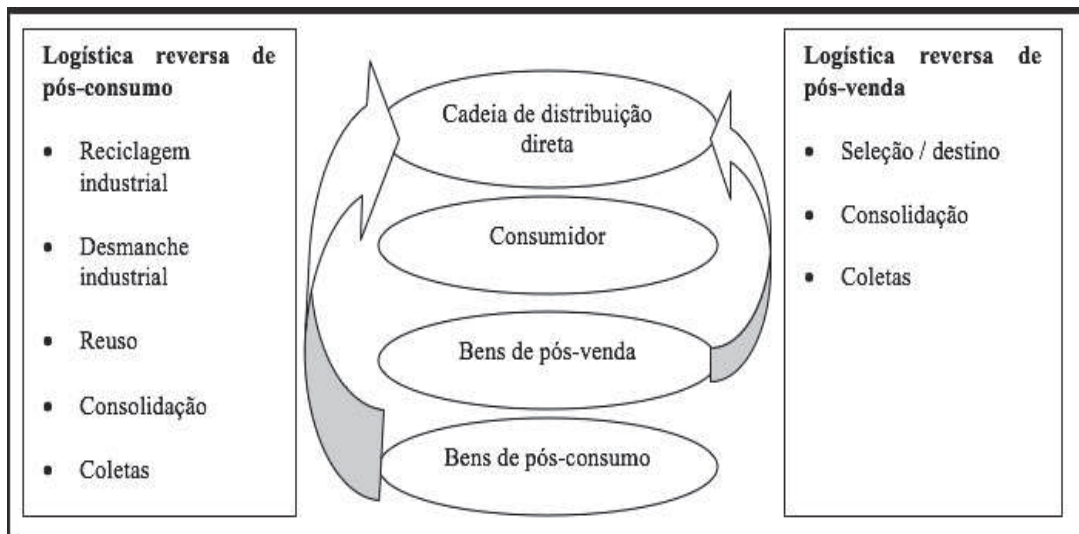 Logística reversa de
pós-consumo
• Reciclagem
industrial
• Desmanche
industrial
• Reuso
• Consolidação
• Coletas
Cadeia de distribuição
direta
Consumidor
Bens de pós-venda
Bens de pós-consumo
Logística reversa de
pós-venda
• Seleção / destino
• Consolidação
• Coletas